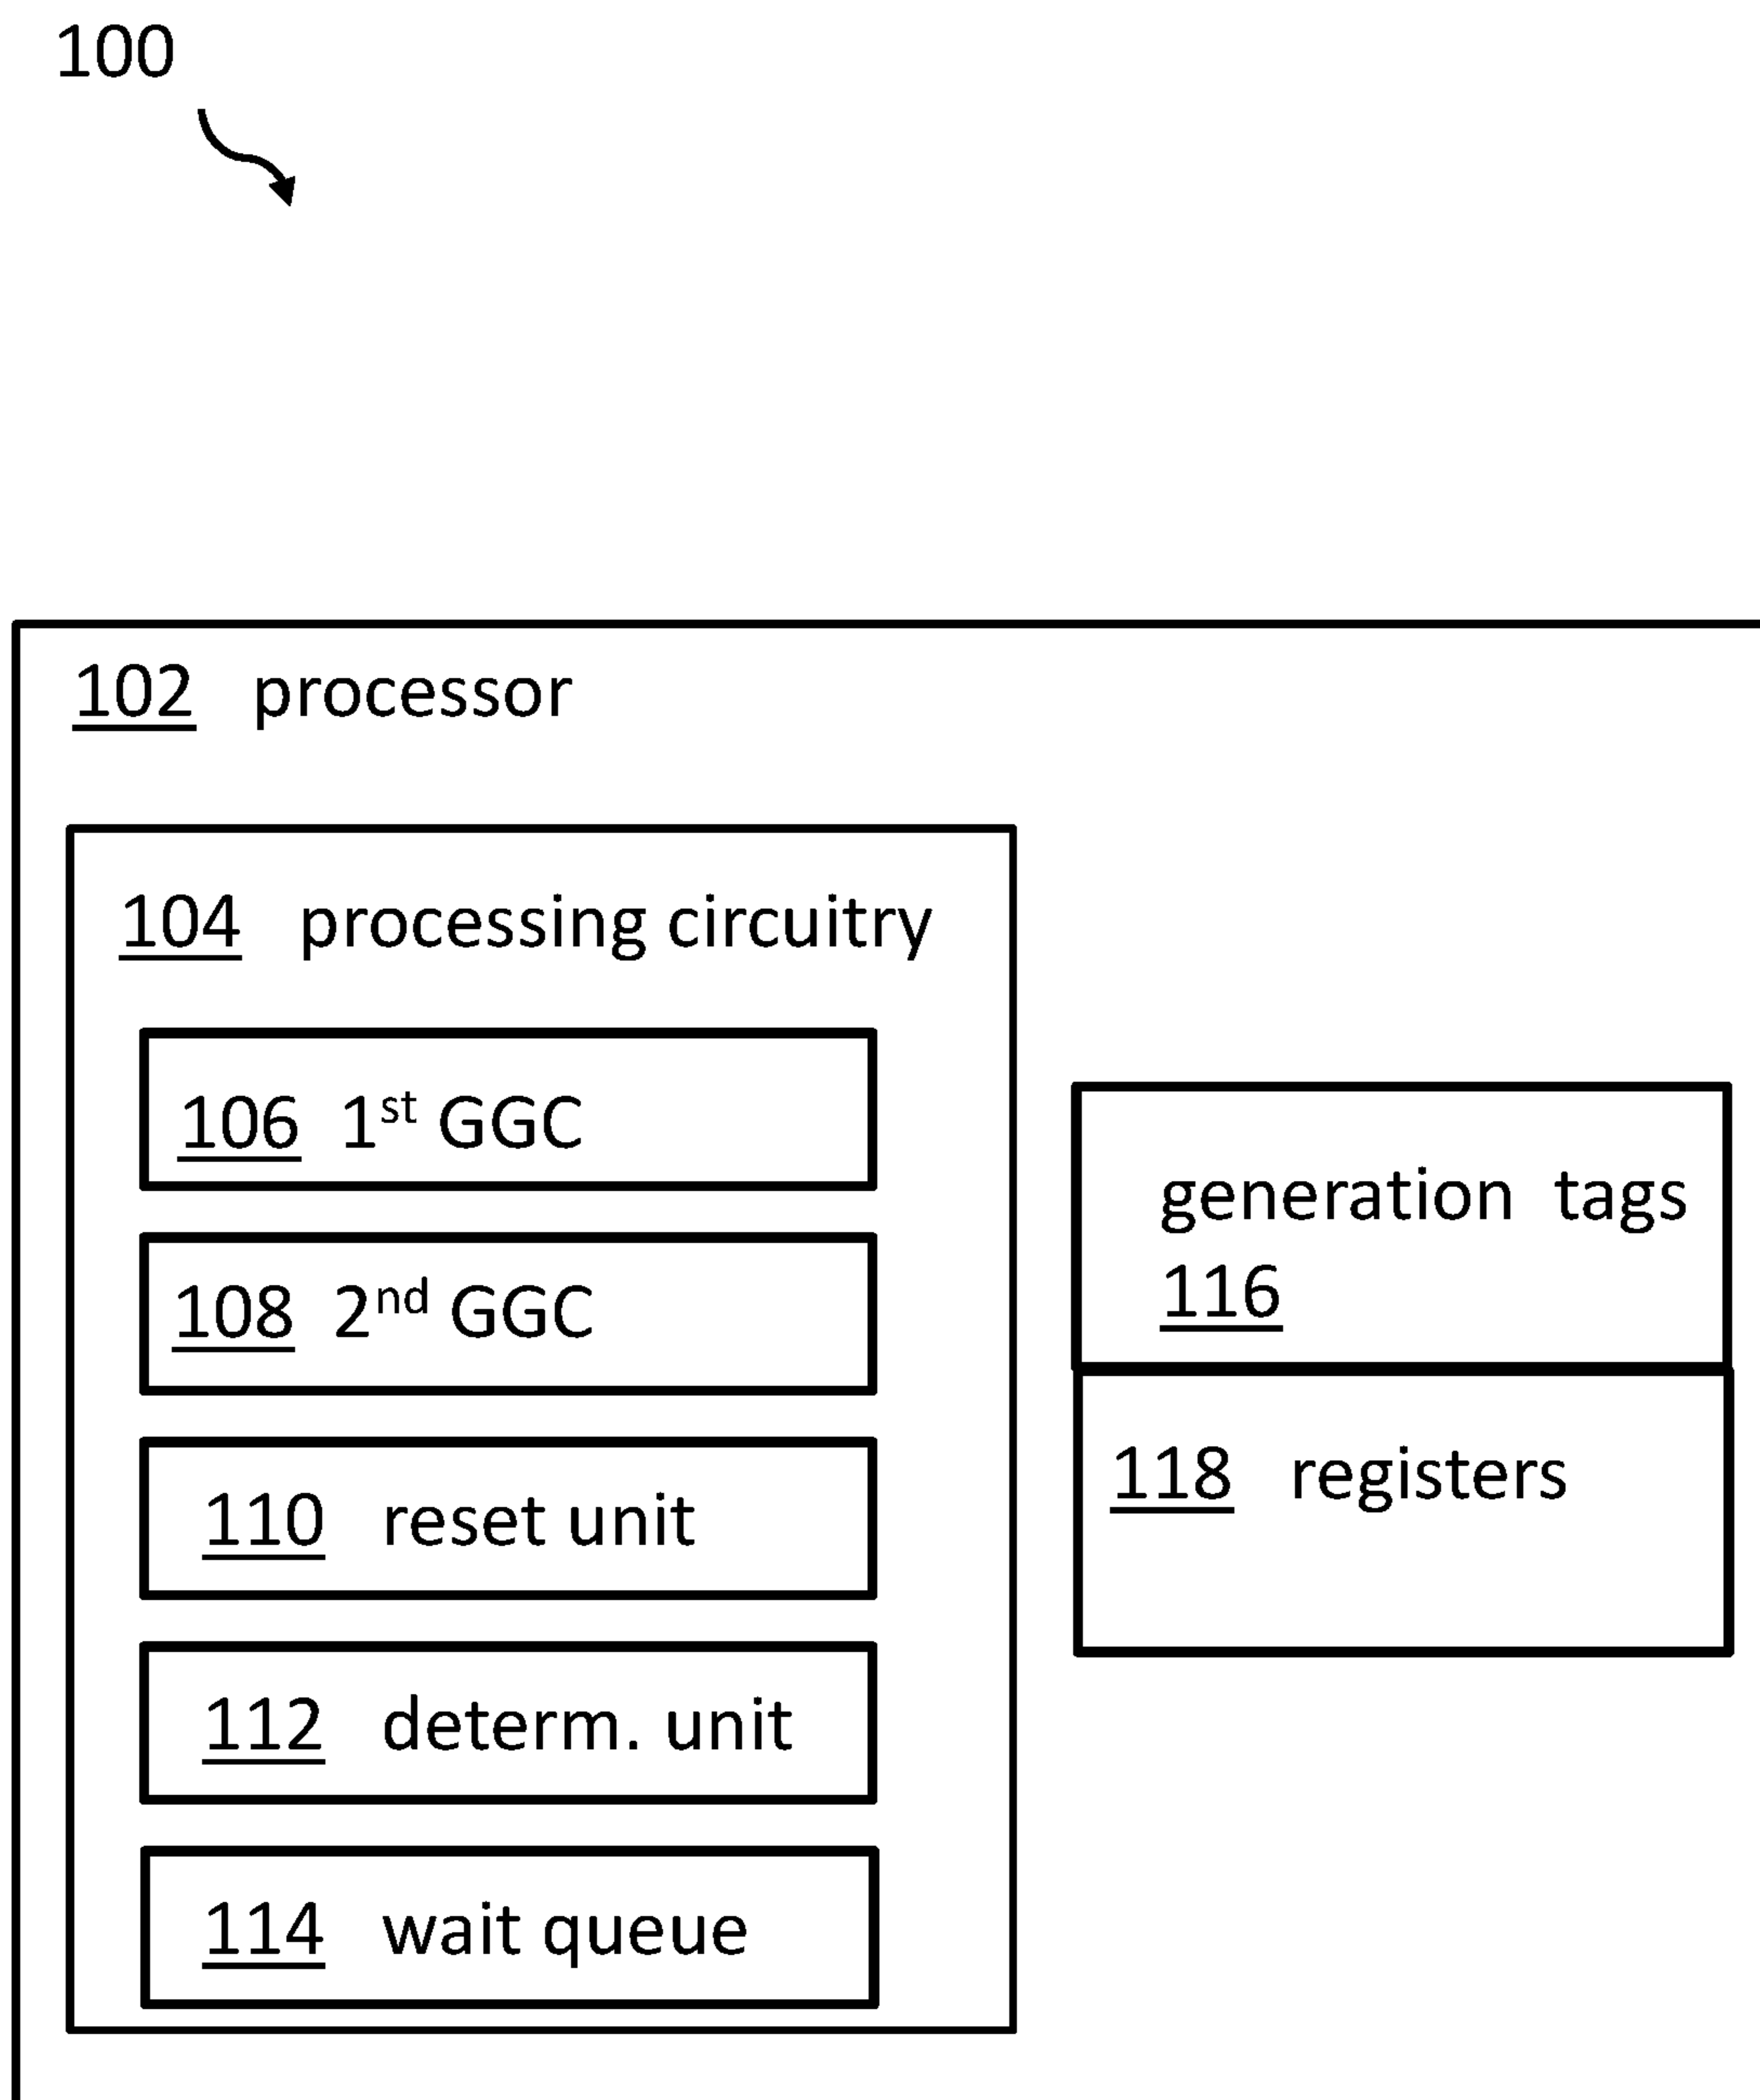 100
102 processor
104 processing circuitry
106 1st GGC
108 2nd GGC
110 reset unit
112 determ. unit
114 wait queue
generation tags
116
118 registers